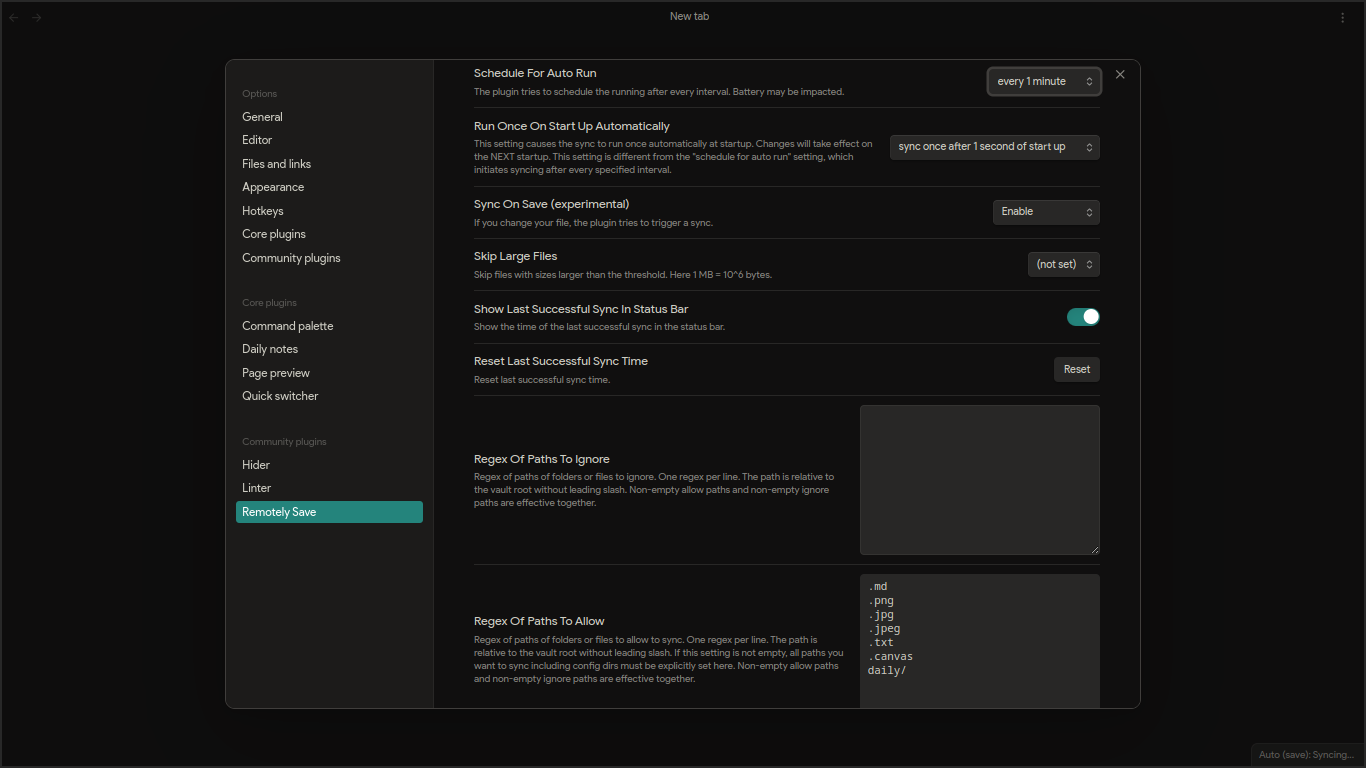 New tab
Options
General
Editor
Files and links
Appearance
Hotkeys
Core plugins
Community plugins
Core plugins
Command palette
Daily notes
Page preview
Quick switcher
Community plugins
Hider
Linter
Remotely Save
Schedule For Auto Run
The plugin tries to schedule the running after every interval. Battery may be impacted.
every 1 minute
Run Once On Start Up Automatically
This setting causes the sync to run once automatically at startup. Changes will take effect on
the NEXT startup. This setting is different from the "schedule for auto run" setting, which
initiates syncing after every specified interval.
sync once after 1 second of start up
Sync On Save (experimental)
If you change your file, the plugin tries to trigger a sync.
Enable
Skip Large Files
Skip files with sizes larger than the threshold. Here 1 MB = 10^6 bytes.
(not set)
Show Last Successful Sync In Status Bar
Show the time of the last successful sync in the status bar.
Reset Last Successful Sync Time
Reset last successful sync time.
Reset
Regex Of Paths To Ignore
Regex of paths of folders or files to ignore. One regex per line. The path is relative to
the vault root without leading slash. Non-empty allow paths and non-empty ignore
paths are effective together.
Regex Of Paths To Allow
Regex of paths of folders or files to allow to sync. One regex per line. The path is
relative to the vault root without leading slash. If this setting is not empty, all paths you
want to sync including config dirs must be explicitly set here. Non-empty allow paths
and non-empty ignore paths are effective together.
.md
.png
.jpg
.jpeg
.txt
.canvas
daily/
Auto (save): Syncing...